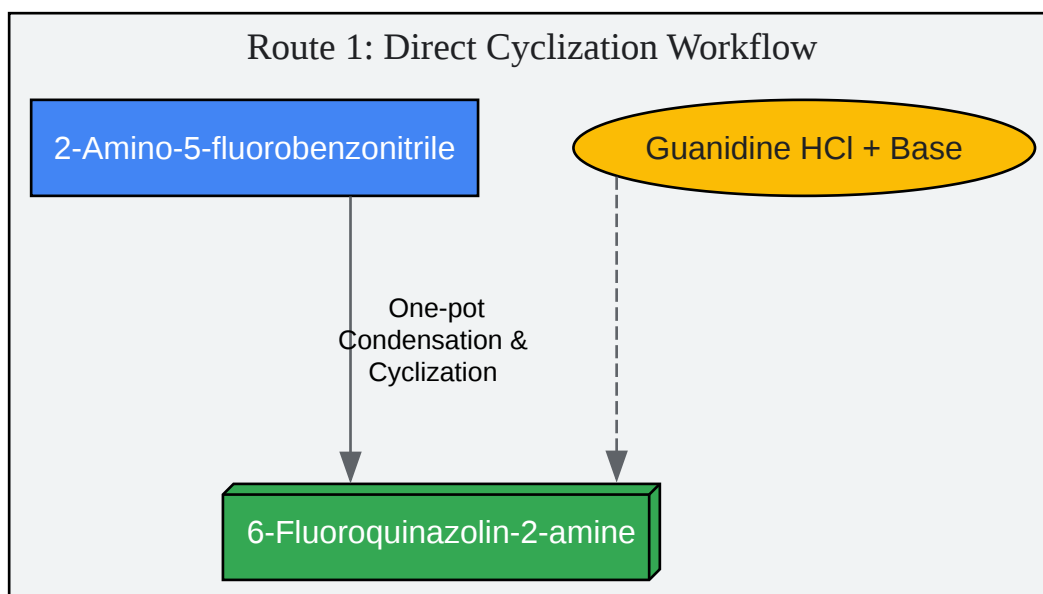 Route 1: Direct Cyclization Workflow
2-Amino-5-fluorobenzonitrile
Guanidine HCl + Base
One-pot
Condensation &
Cyclization
6-Fluoroquinazolin-2-amine